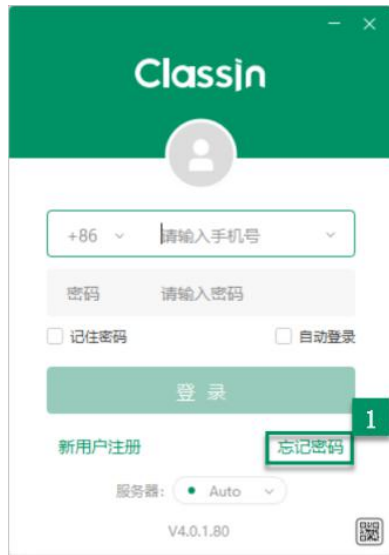 ClassIn
+86 请输入手机号
密码 请输入密码
记住密码 自动登录
登 录
1
新用户注册 忘记密码
服务器: Auto
V4.0.1.80